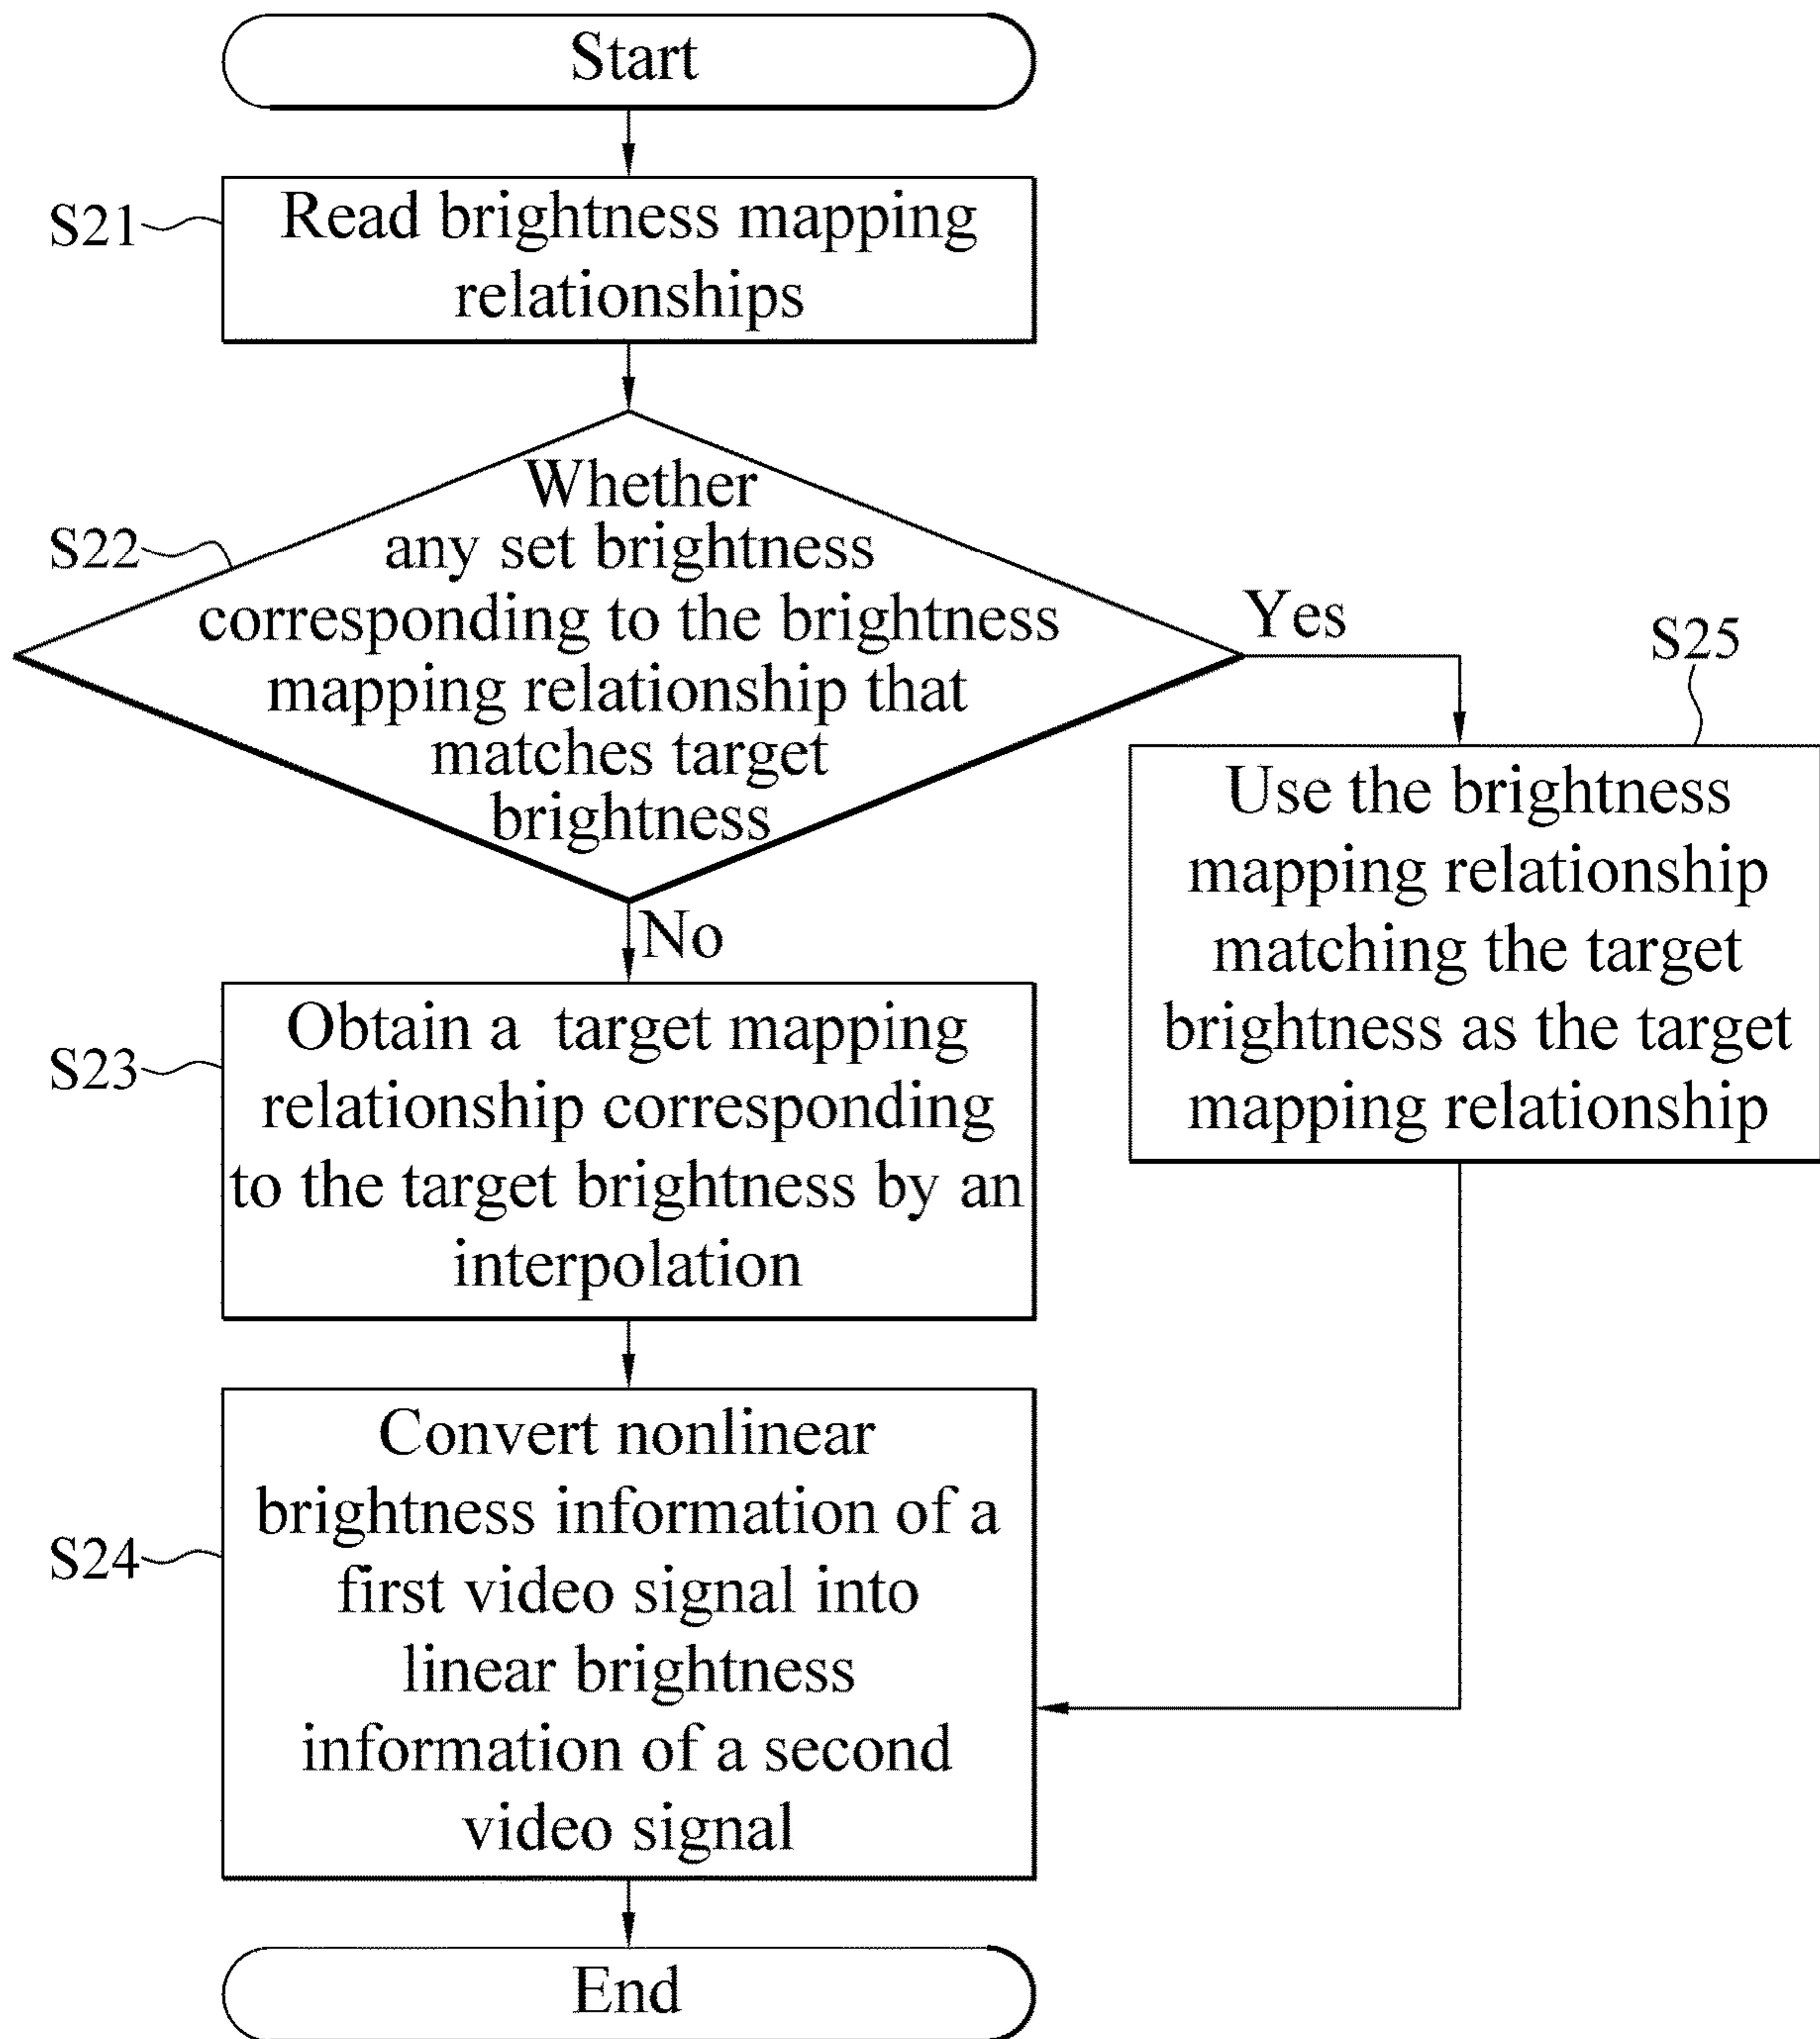 Start
S21
Read brightness mapping
relationships
S22
Whether
any set brightness
corresponding to the brightness
mapping relationship that
matches target
brightness
Yes
No
S25
Use the brightness
mapping relationship
matching the target
brightness as the target
mapping relationship
S23
Obtain a target mapping
relationship corresponding
to the target brightness by an
interpolation
S24
Convert nonlinear
brightness information of a
first video signal into
linear brightness
information of a second
video signal
End